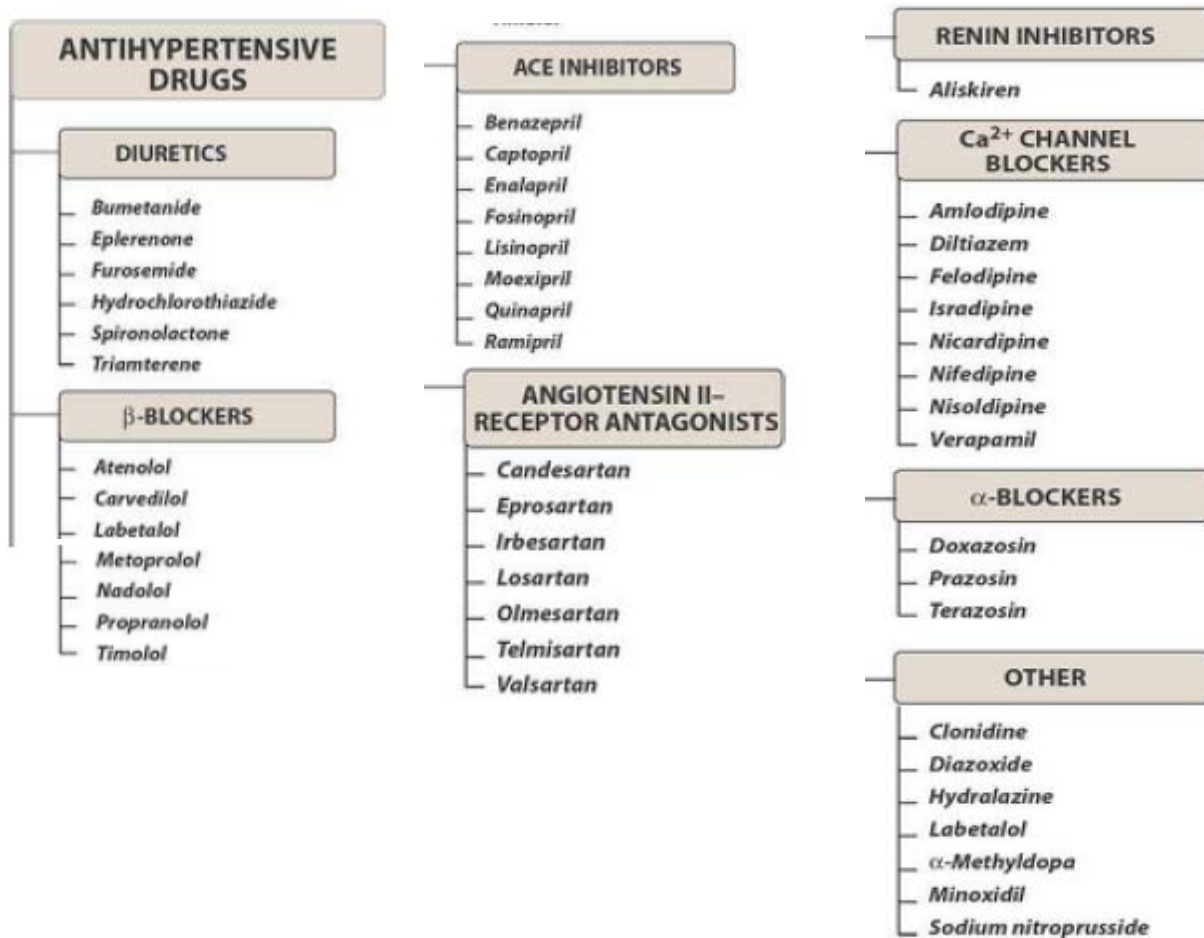 ANTIHYPERTENSIVE
DRUGS
DIURETICS
Bumetanide
Eplerenone
Furosemide
Hydrochlorothiazide
Spironolactone
Triamterene
β-BLOCKERS
Atenolol
Carvedilol
Labetalol
Metoprolol
Nadolol
Propranolol
Timolol
ACE INHIBITORS
Benazepril
Captopril
Enalapril
Fosinopril
Lisinopril
Moexipril
Quinapril
Ramipril
ANGIOTENSIN II–
RECEPTOR ANTAGONISTS
Candesartan
Eprosartan
Irbesartan
Losartan
Olmesartan
Telmisartan
Valsartan
RENIN INHIBITORS
Aliskiren
Ca²⁺ CHANNEL
BLOCKERS
Amlodipine
Diltiazem
Felodipine
Isradipine
Nicardipine
Nifedipine
Nisoldipine
Verapamil
α-BLOCKERS
Doxazosin
Prazosin
Terazosin
OTHER
Clonidine
Diazoxide
Hydralazine
Labetalol
α-Methyldopa
Minoxidil
Sodium nitroprusside